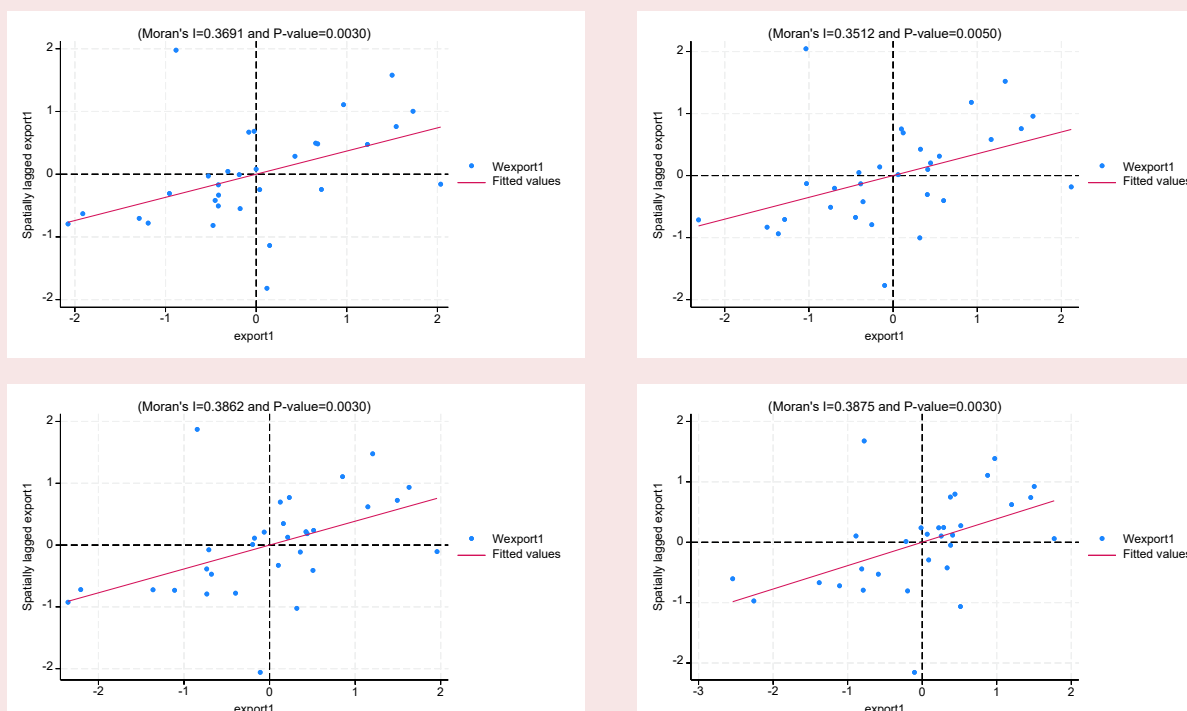 (Moran's I=0.3691 and P-value=0.0030)
2
1
0
-1
-2
Spatially lagged export1
-2 -1 0 1 2
export1
Wexport1
Fitted values
(Moran's I=0.3512 and P-value=0.0050)
2
1
0
-1
-2
Spatially lagged export1
-2 -1 0 1 2
export1
Wexport1
Fitted values
(Moran's I=0.3862 and P-value=0.0030)
2
1
0
-1
-2
Spatially lagged export1
-2 -1 0 1 2
export1
Wexport1
Fitted values
(Moran's I=0.3875 and P-value=0.0030)
2
1
0
-1
-2
Spatially lagged export1
-3 -2 -1 0 1 2
export1
Wexport1
Fitted values